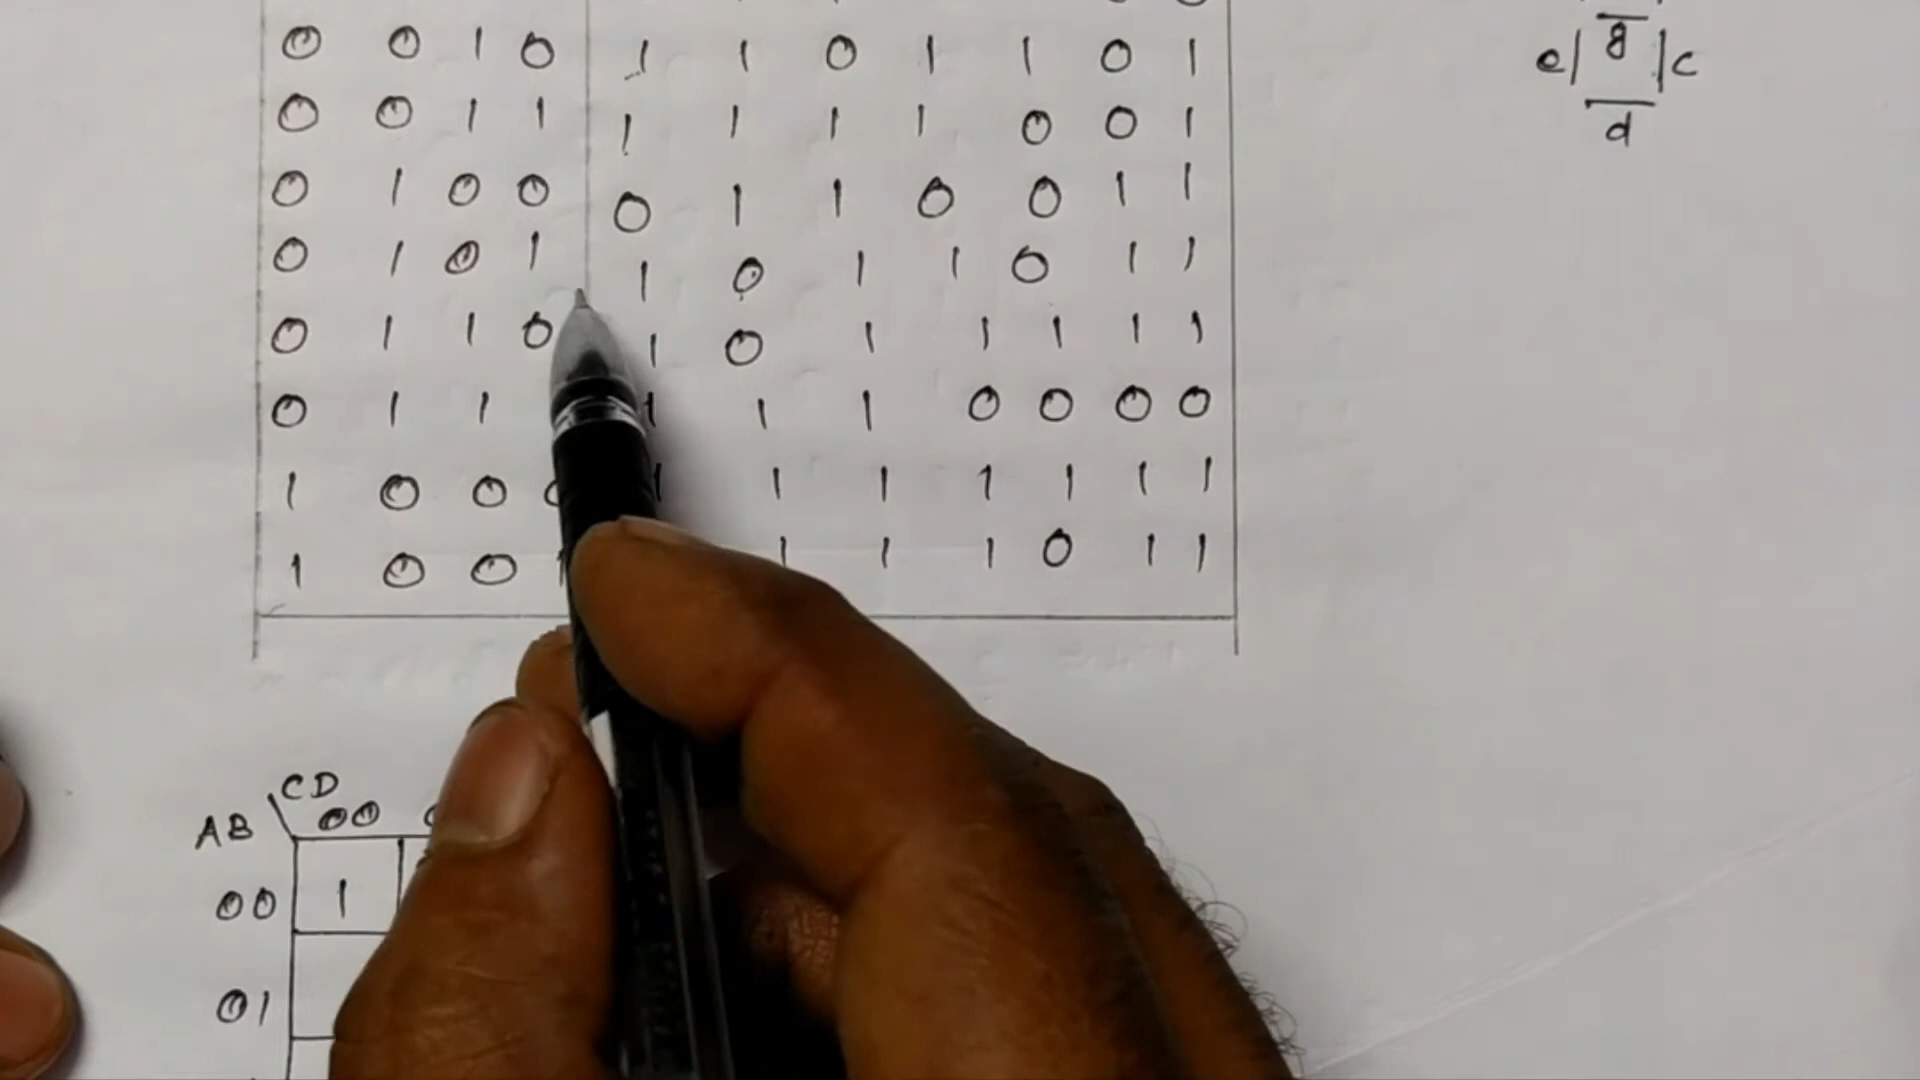 0 0 1 0 1 1 0 1 1 0 1
0 0 1 1 1 1 1 1 0 0 1
0 1 0 0 0 1 1 0 0 1 1
0 1 0 1 1 0 1 1 0 1 1
0 1 1 0 1 0 1 1 1 1 1
0 1 1 1 1 1 0 0 0 0
1 0 0 1 1 1 1 1 1 1
1 0 0 1 1 1 0 1 1
g
e c
d
CD
AB 00
00 1
01